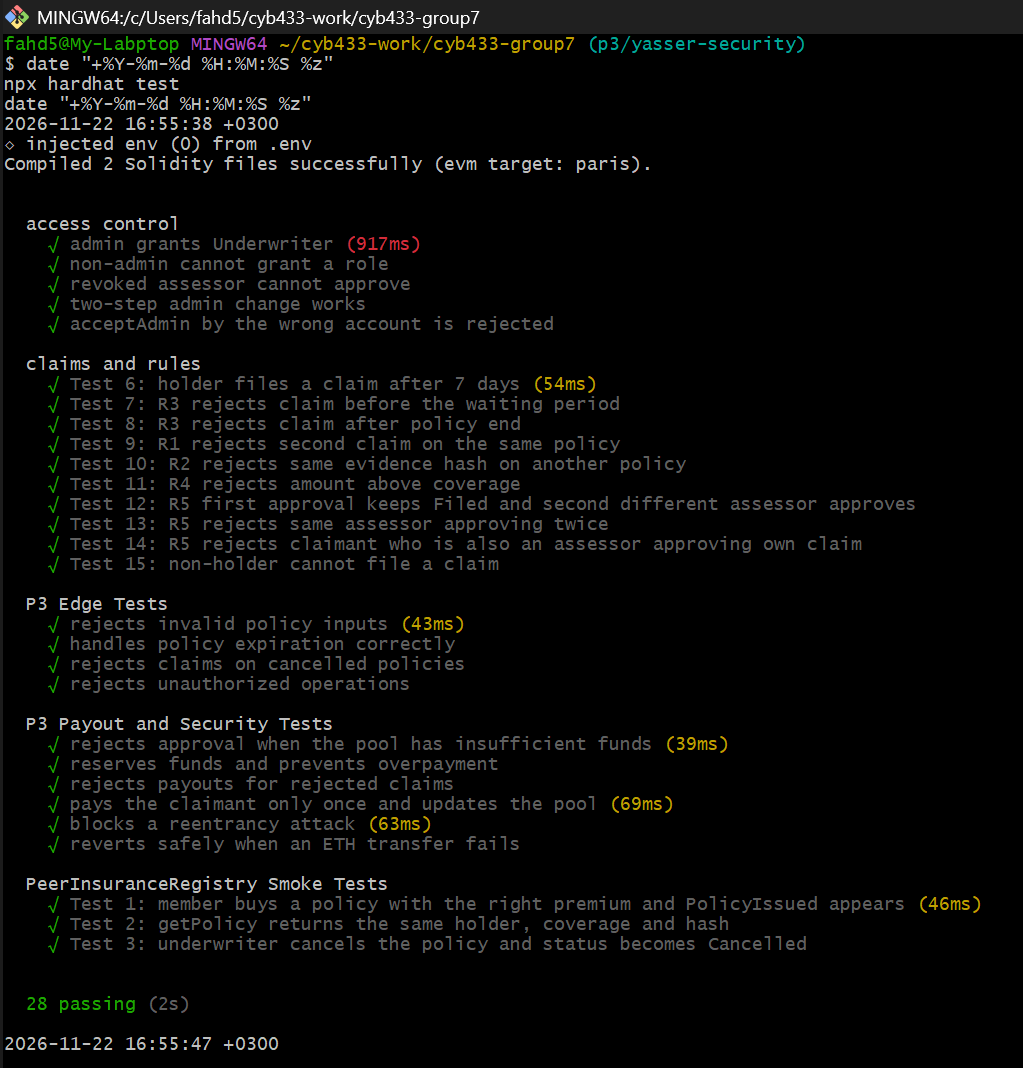 MINGW64:/c/Users/fahd5/cyb433-work/cyb433-group7
fahd5@My-Labptop MINGW64 ~/cyb433-work/cyb433-group7 (p3/yasser-security)
$ date "+%Y-%m-%d %H:%M:%S %z"
npx hardhat test
date "+%Y-%m-%d %H:%M:%S %z"
2026-11-22 16:55:38 +0300
◇ injected env (0) from .env
Compiled 2 Solidity files successfully (evm target: paris).
access control
√ admin grants Underwriter (917ms)
√ non-admin cannot grant a role
√ revoked assessor cannot approve
√ two-step admin change works
√ acceptAdmin by the wrong account is rejected
claims and rules
√ Test 6: holder files a claim after 7 days (54ms)
√ Test 7: R3 rejects claim before the waiting period
√ Test 8: R3 rejects claim after policy end
√ Test 9: R1 rejects second claim on the same policy
√ Test 10: R2 rejects same evidence hash on another policy
√ Test 11: R4 rejects amount above coverage
√ Test 12: R5 first approval keeps Filed and second different assessor approves
√ Test 13: R5 rejects same assessor approving twice
√ Test 14: R5 rejects claimant who is also an assessor approving own claim
√ Test 15: non-holder cannot file a claim
P3 Edge Tests
√ rejects invalid policy inputs (43ms)
√ handles policy expiration correctly
√ rejects claims on cancelled policies
√ rejects unauthorized operations
P3 Payout and Security Tests
√ rejects approval when the pool has insufficient funds (39ms)
√ reserves funds and prevents overpayment
√ rejects payouts for rejected claims
√ pays the claimant only once and updates the pool (69ms)
√ blocks a reentrancy attack (63ms)
√ reverts safely when an ETH transfer fails
PeerInsuranceRegistry Smoke Tests
√ Test 1: member buys a policy with the right premium and PolicyIssued appears (46ms)
√ Test 2: getPolicy returns the same holder, coverage and hash
√ Test 3: underwriter cancels the policy and status becomes Cancelled
28 passing (2s)
2026-11-22 16:55:47 +0300